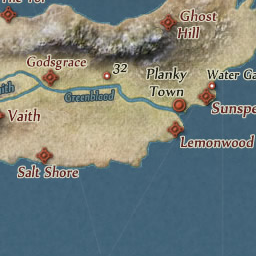 Ghost
Hill
Godsgrace
32
Planky
Town
Water Ga
Greenblood
Sunspe
Vaith
Lemonwood
Salt Shore